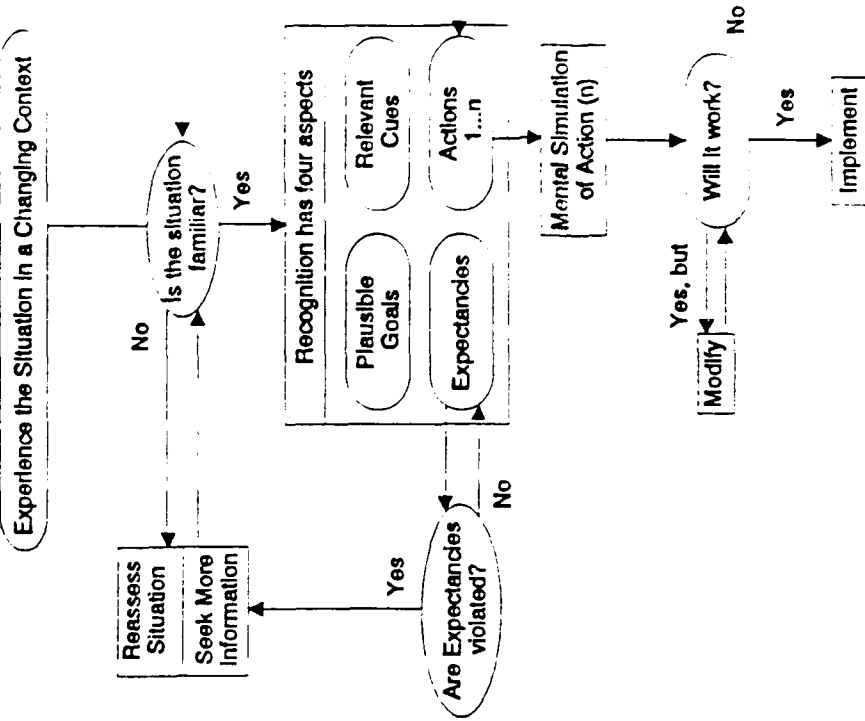 Experience the Situation in a Changing Context
Is the situation
familiar?
No
Yes
Reassess
Situation
Seek More
Information
Recognition has four aspects
Plausible
Goals
Relevant
Cues
Expectancies
Actions
1...n
Yes
No
Are Expectancies
violated?
Mental Simulation
of Action (n)
Will it work?
Yes, but
Modify
No
Yes
Implement